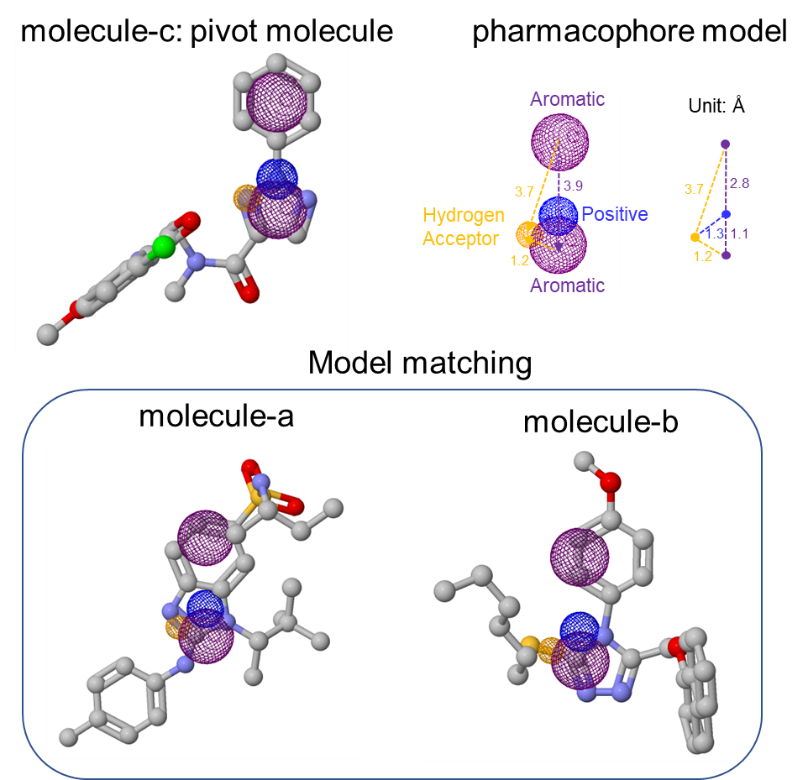 molecule-c: pivot molecule
pharmacophore model
Aromatic
Unit: Å
3.7
3.9
Hydrogen
Acceptor
Positive
1.2
Aromatic
3.7
2.8
1.3
1.1
1.2
Model matching
molecule-a
molecule-b